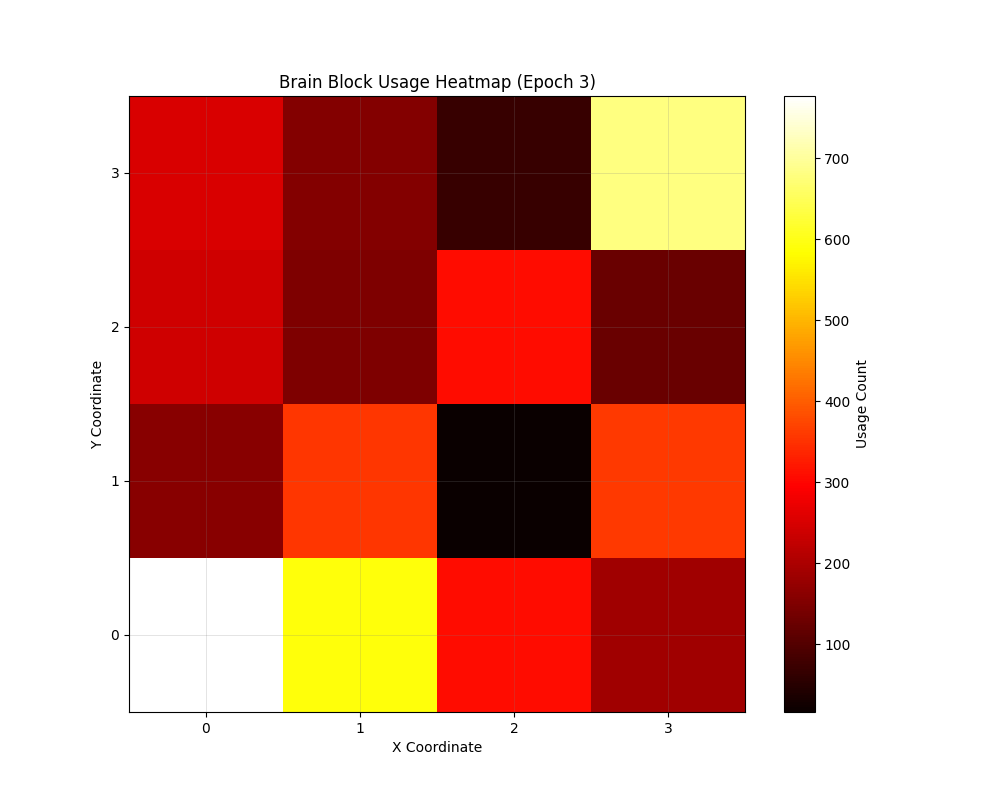 Brain Block Usage Heatmap (Epoch 3)
3
2
1
0
Y Coordinate
0 1 2 3
X Coordinate
700
600
500
400
300
200
100
Usage Count